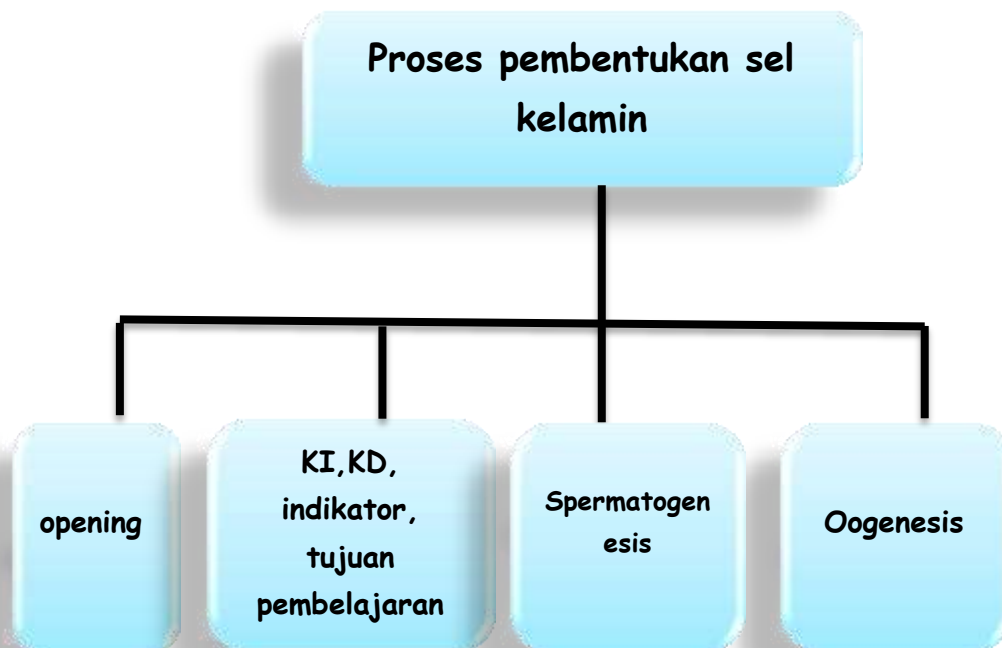 Proses pembentukan sel
kelamin
opening
KI,KD,
indikator,
tujuan
pembelajaran
Spermatogen
esis
Oogenesis